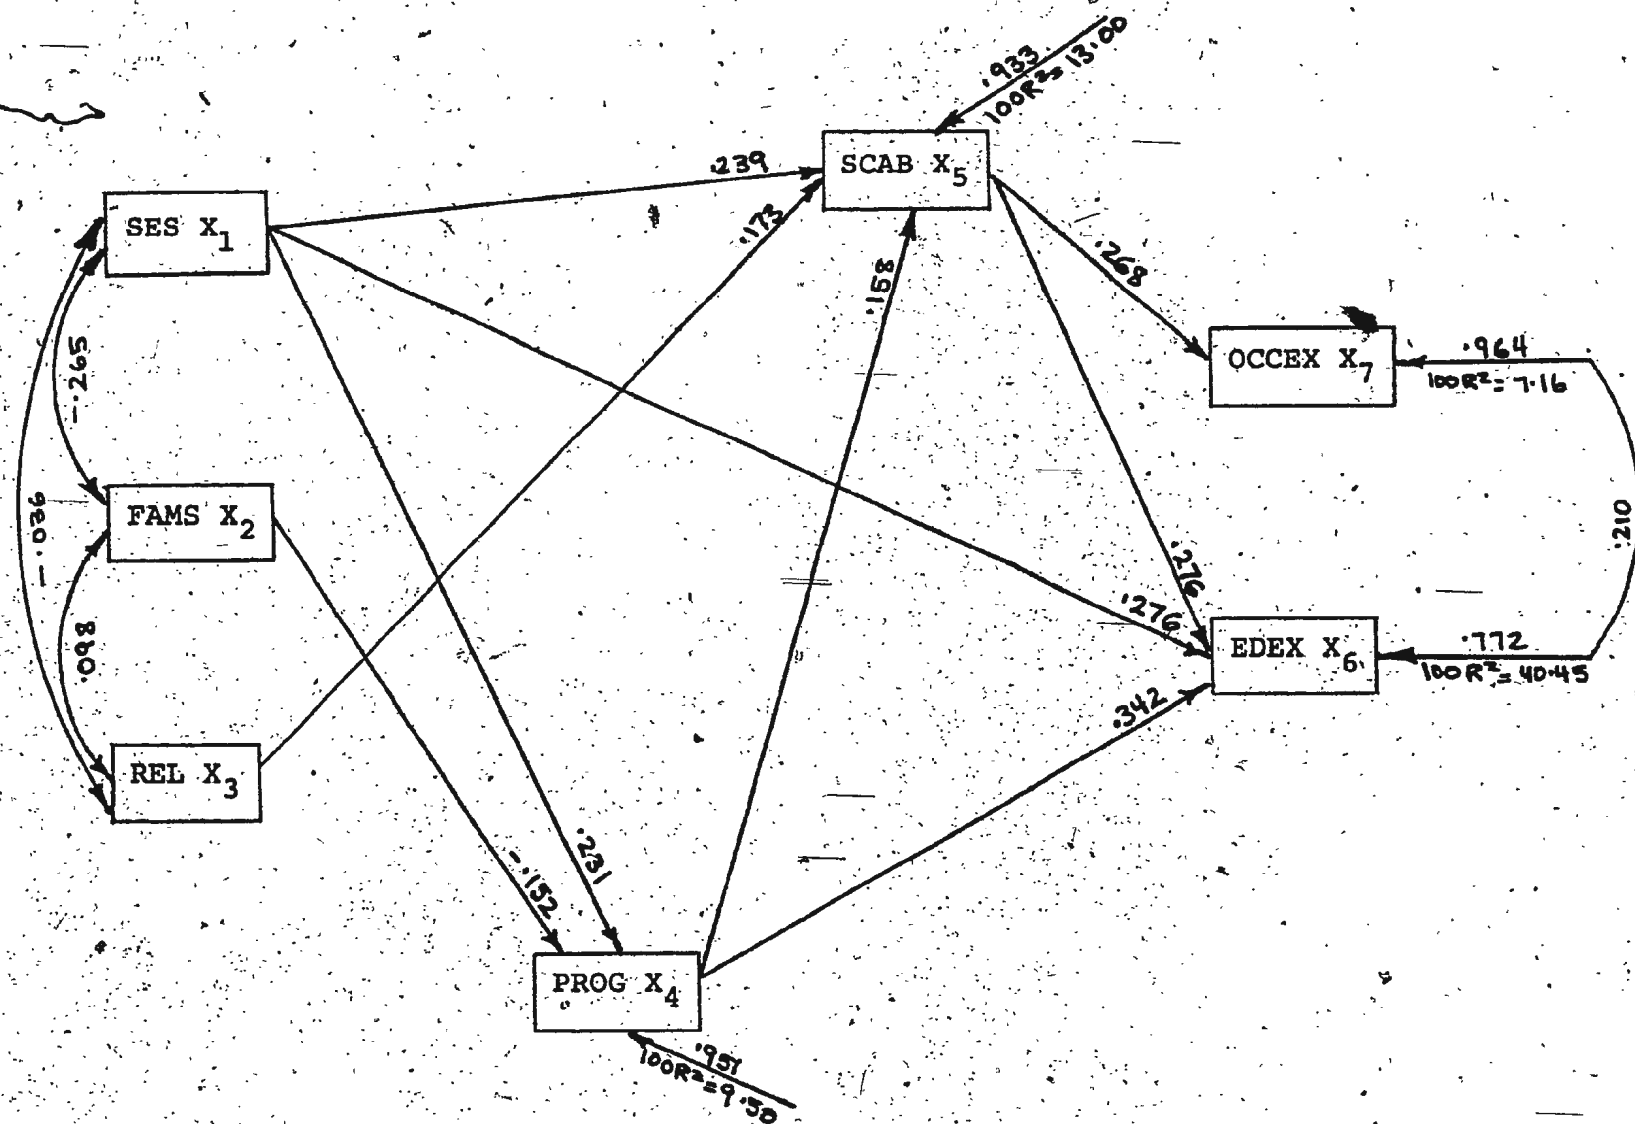 .933
100R²=13.00
SCAB X5
.239
.173
SES X1
.158
.268
OCCEX X7
.964
100R²=7.16
-.265
-.036
FAMS X2
.210
.276
.276
EDEX X6
.772
100R²=40.45
.098
.342
REL X3
.231
-.152
PROG X4
.951
100R²=9.50